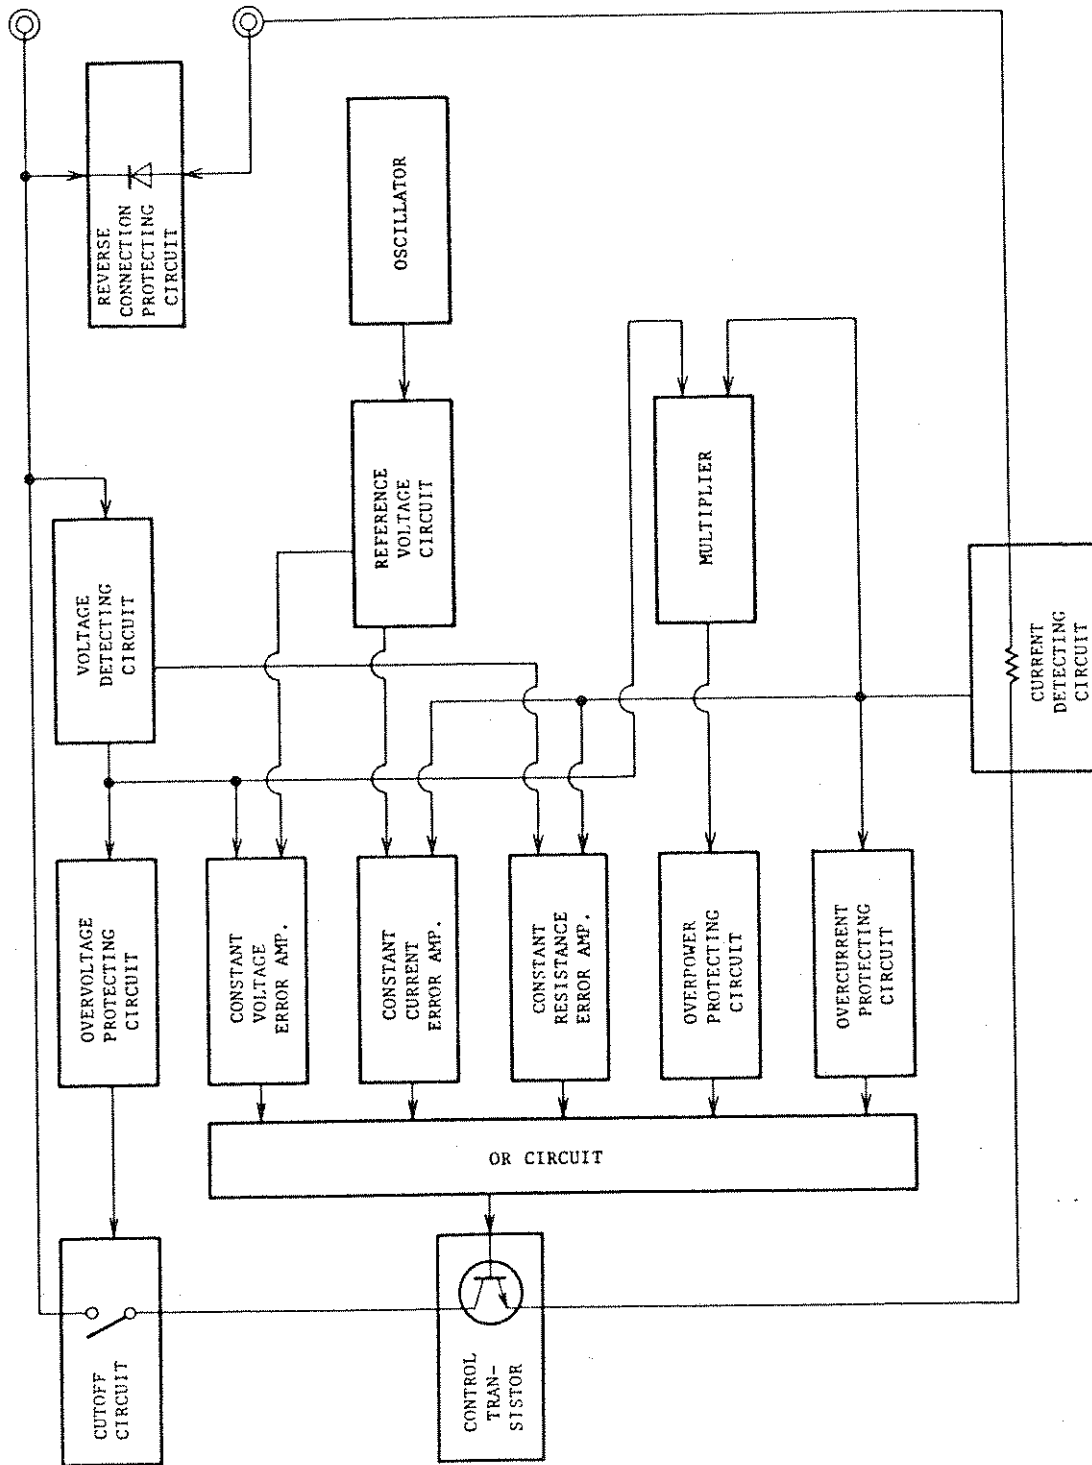 REVERSE
CONNECTION
PROTECTING
CIRCUIT
OSCILLATOR
VOLTAGE
DETECTING
CIRCUIT
REFERENCE
VOLTAGE
CIRCUIT
MULTIPLIER
CURRENT
DETECTING
CIRCUIT
OVERVOLTAGE
PROTECTING
CIRCUIT
CONSTANT
VOLTAGE
ERROR AMP.
CONSTANT
CURRENT
ERROR AMP.
CONSTANT
RESISTANCE
ERROR AMP.
OVERPOWER
PROTECTING
CIRCUIT
OVERCURRENT
PROTECTING
CIRCUIT
OR CIRCUIT
CUTOFF
CIRCUIT
CONTROL
TRAN-
SISTOR